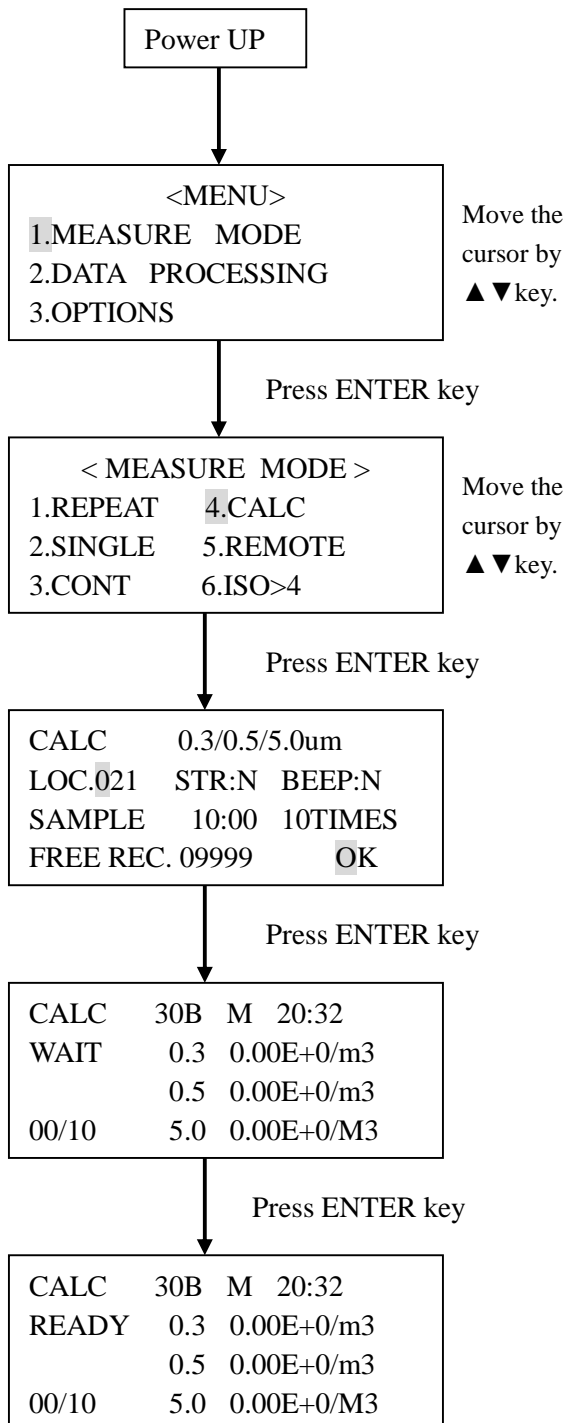 Power UP
<MENU>
1.MEASURE MODE
2.DATA PROCESSING
3.OPTIONS
Move the
cursor by
▲▼key.
Press ENTER key
< MEASURE MODE >
1.REPEAT 4.CALC
2.SINGLE 5.REMOTE
3.CONT 6.ISO>4
Move the
cursor by
▲▼key.
Press ENTER key
CALC 0.3/0.5/5.0um
LOC.021 STR:N BEEP:N
SAMPLE 10:00 10TIMES
FREE REC. 09999 OK
Press ENTER key
CALC 30B M 20:32
WAIT 0.3 0.00E+0/m3
0.5 0.00E+0/m3
00/10 5.0 0.00E+0/M3
Press ENTER key
CALC 30B M 20:32
READY 0.3 0.00E+0/m3
0.5 0.00E+0/m3
00/10 5.0 0.00E+0/M3